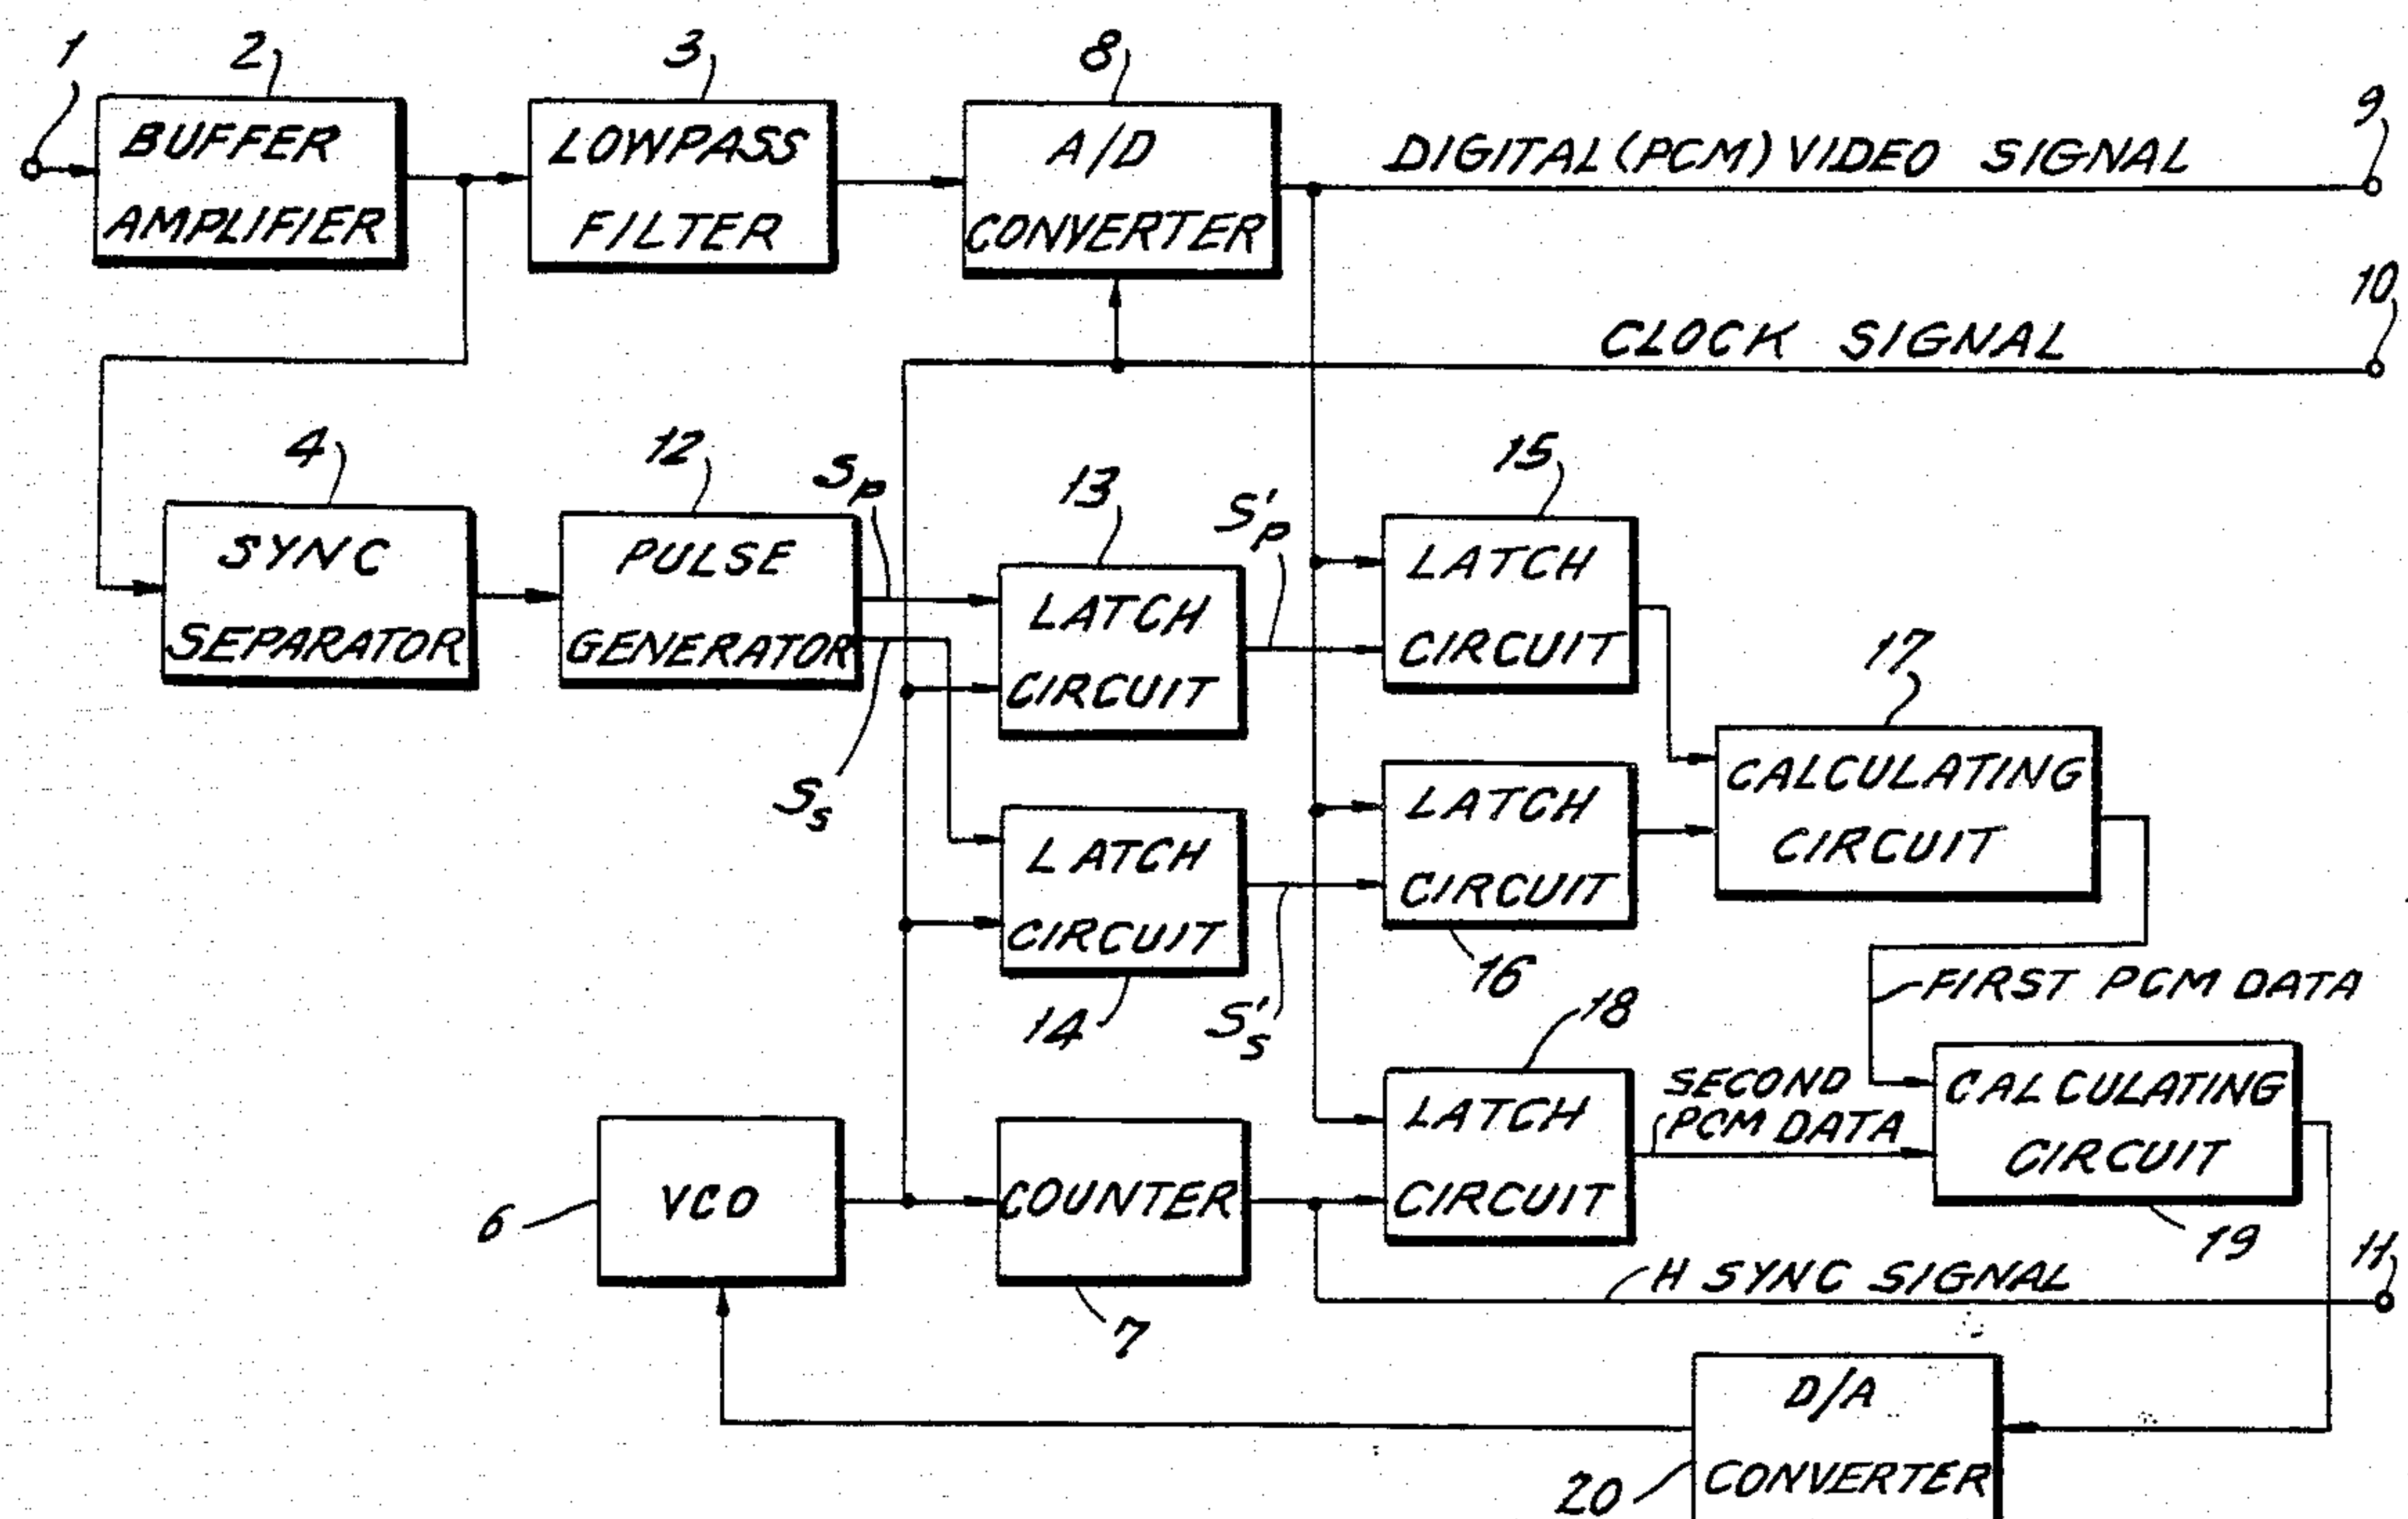 1
2
3
8
9
BUFFER
AMPLIFIER
LOWPASS
FILTER
A/D
CONVERTER
DIGITAL (PCM) VIDEO SIGNAL
10
CLOCK SIGNAL
4
12
Sp
13
S'p
15
SYNC
SEPARATOR
PULSE
GENERATOR
LATCH
CIRCUIT
LATCH
CIRCUIT
17
Ss
LATCH
CIRCUIT
LATCH
CIRCUIT
CALCULATING
CIRCUIT
14
S's
16
18
FIRST PCM DATA
6
VCO
COUNTER
7
LATCH
CIRCUIT
SECOND
PCM DATA
CALCULATING
CIRCUIT
19
11
H SYNC SIGNAL
D/A
CONVERTER
20